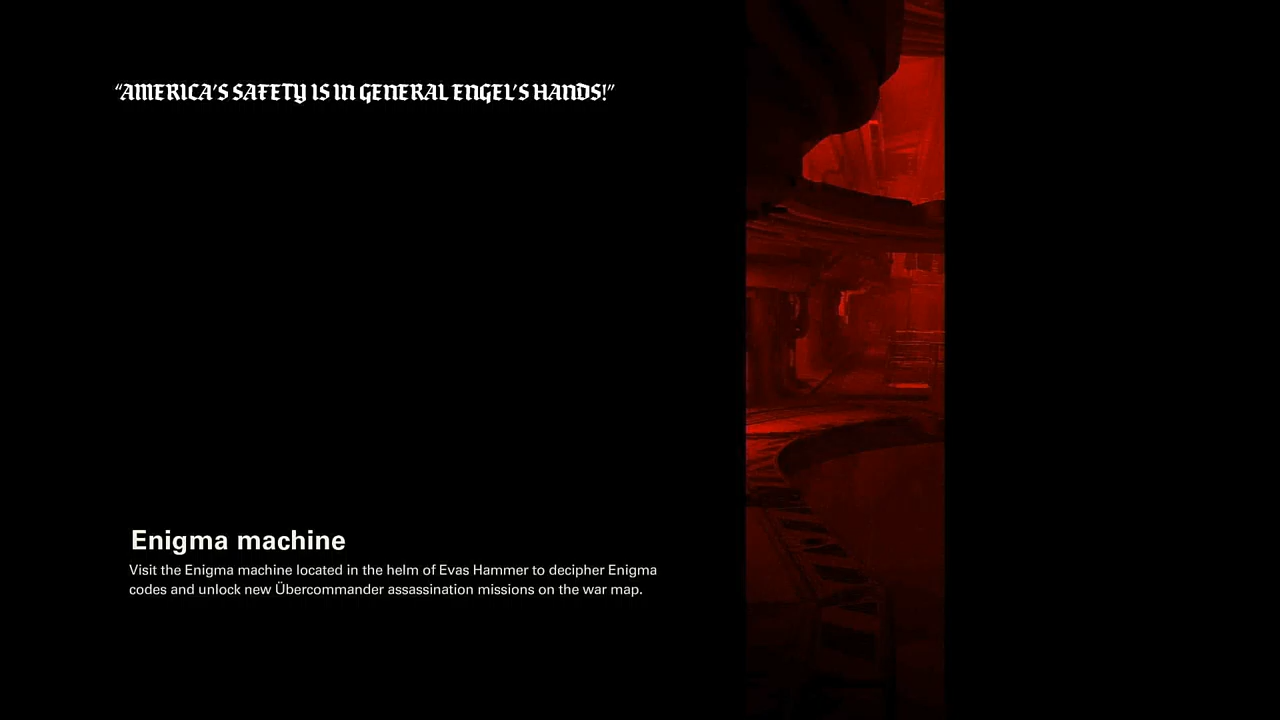 “AMERICA’S SAFETY IS IN GENERAL ENGEL’S HANDS!”
Enigma machine
Visit the Enigma machine located in the helm of Evas Hammer to decipher Enigma
codes and unlock new Übercommander assassination missions on the war map.